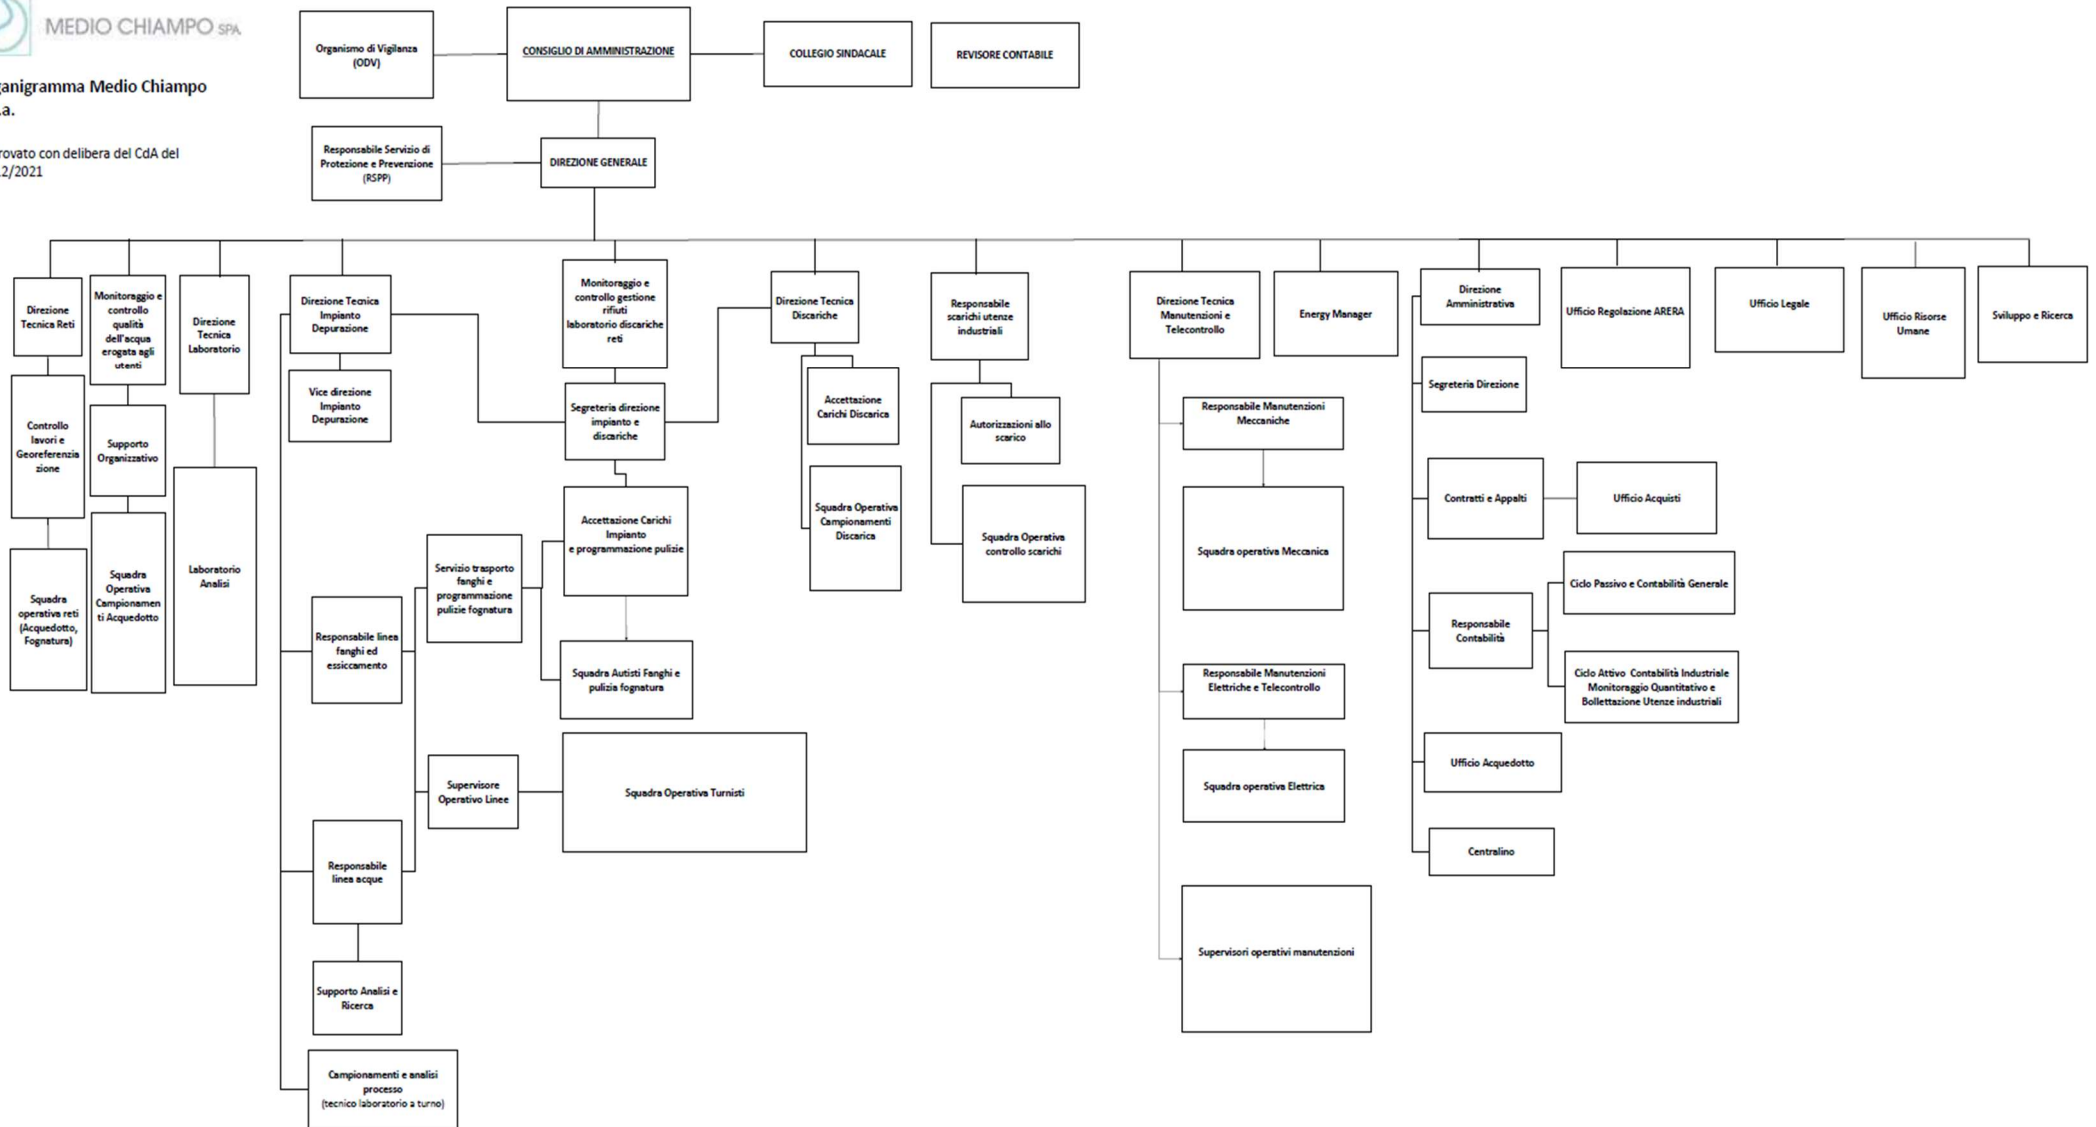 MEDIO CHIAMPO SPA
ganigramma Medio Chiampo
.a.
rovato con delibera del CdA del
12/2021
Organismo di Vigilanza
(ODV)
CONSIGLIO DI AMMINISTRAZIONE
COLLEGIO SINDACALE
REVISORE CONTABILE
Responsabile Servizio di
Protezione e Prevenzione
(RSPP)
DIREZIONE GENERALE
Direzione
Tecnica Reti
Monitoraggio e
controllo
qualità
dell'acqua
erogata agli
utenti
Direzione
Tecnica
Laboratorio
Direzione Tecnica
Impianto
Depurazione
Monitoraggio e
controllo gestione
rifiuti
laboratorio discariche
reti
Direzione Tecnica
Discariche
Responsabile
scarichi utenze
industriali
Direzione Tecnica
Manutenzioni e
Telecontrollo
Energy Manager
Direzione
Amministrativa
Ufficio Regolazione ARERA
Ufficio Legale
Ufficio Risorse
Umane
Sviluppo e Ricerca
Controllo
lavori e
Georeferenzia
zione
Supporto
Organizzativo
Vice direzione
Impianto
Depurazione
Segreteria direzione
impianto e
discariche
Accettazione
Carichi Discarica
Autorizzazioni allo
scarico
Responsabile Manutenzioni
Meccaniche
Segreteria Direzione
Squadra
operativa reti
(Acquedotto,
Fognatura)
Squadra
Operativa
Campionamen
ti Acquedotto
Laboratorio
Analisi
Servizio trasporto
fanghi e
programmazione
pulizie fognatura
Accettazione Carichi
Impianto
e programmazione pulizie
Squadra Operativa
Campionamenti
Discarica
Squadra Operativa
controllo scarichi
Squadra operativa Meccanica
Contratti e Appalti
Ufficio Acquisti
Responsabile linea
fanghi ed
essiccamento
Squadra Autisti Fanghi e
pulizia fognatura
Responsabile Manutenzioni
Elettriche e Telecontrollo
Responsabile
Contabilità
Ciclo Passivo e Contabilità Generale
Ciclo Attivo Contabilità Industriale
Monitoraggio Quantitativo e
Bollettazione Utenze industriali
Supervisore
Operativo Linee
Squadra Operativa Turnisti
Squadra operativa Elettrica
Ufficio Acquedotto
Responsabile
linea acque
Centralino
Supporto Analisi e
Ricerca
Supervisori operativi manutenzioni
Campionamenti e analisi
processo
(tecnico laboratorio a turno)